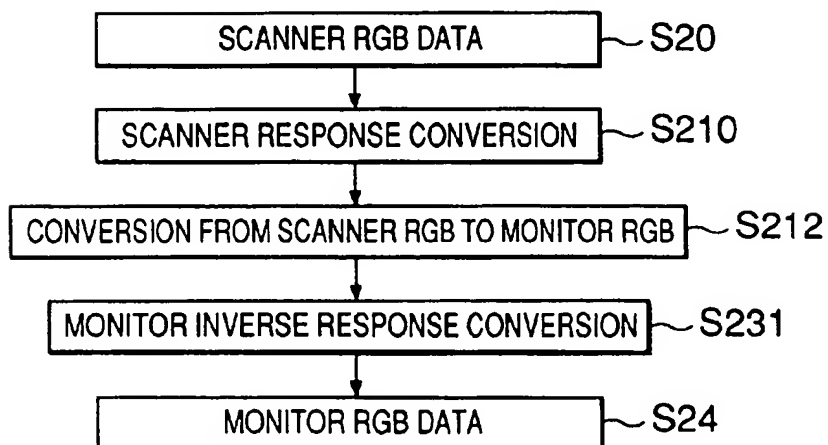 SCANNER RGB DATA S20
SCANNER RESPONSE CONVERSION S210
CONVERSION FROM SCANNER RGB TO MONITOR RGB S212
MONITOR INVERSE RESPONSE CONVERSION S231
MONITOR RGB DATA S24